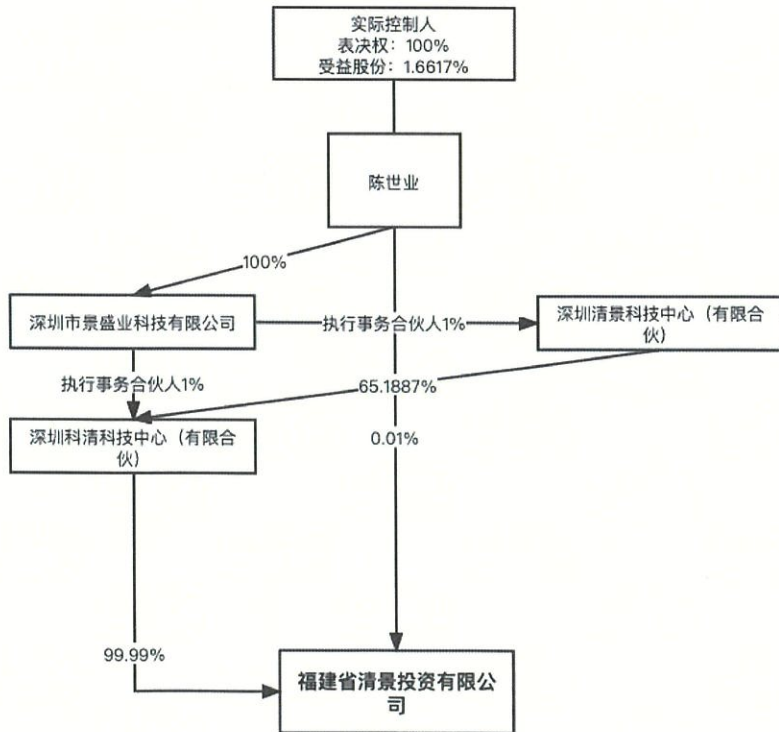 实际控制人
表决权：100%
受益股份：1.6617%
陈世业
100%
深圳市景盛业科技有限公司
执行事务合伙人1%
深圳清景科技中心（有限合
伙）
执行事务合伙人1%
65.1887%
深圳科清科技中心（有限合
伙）
0.01%
99.99%
福建省清景投资有限公
司